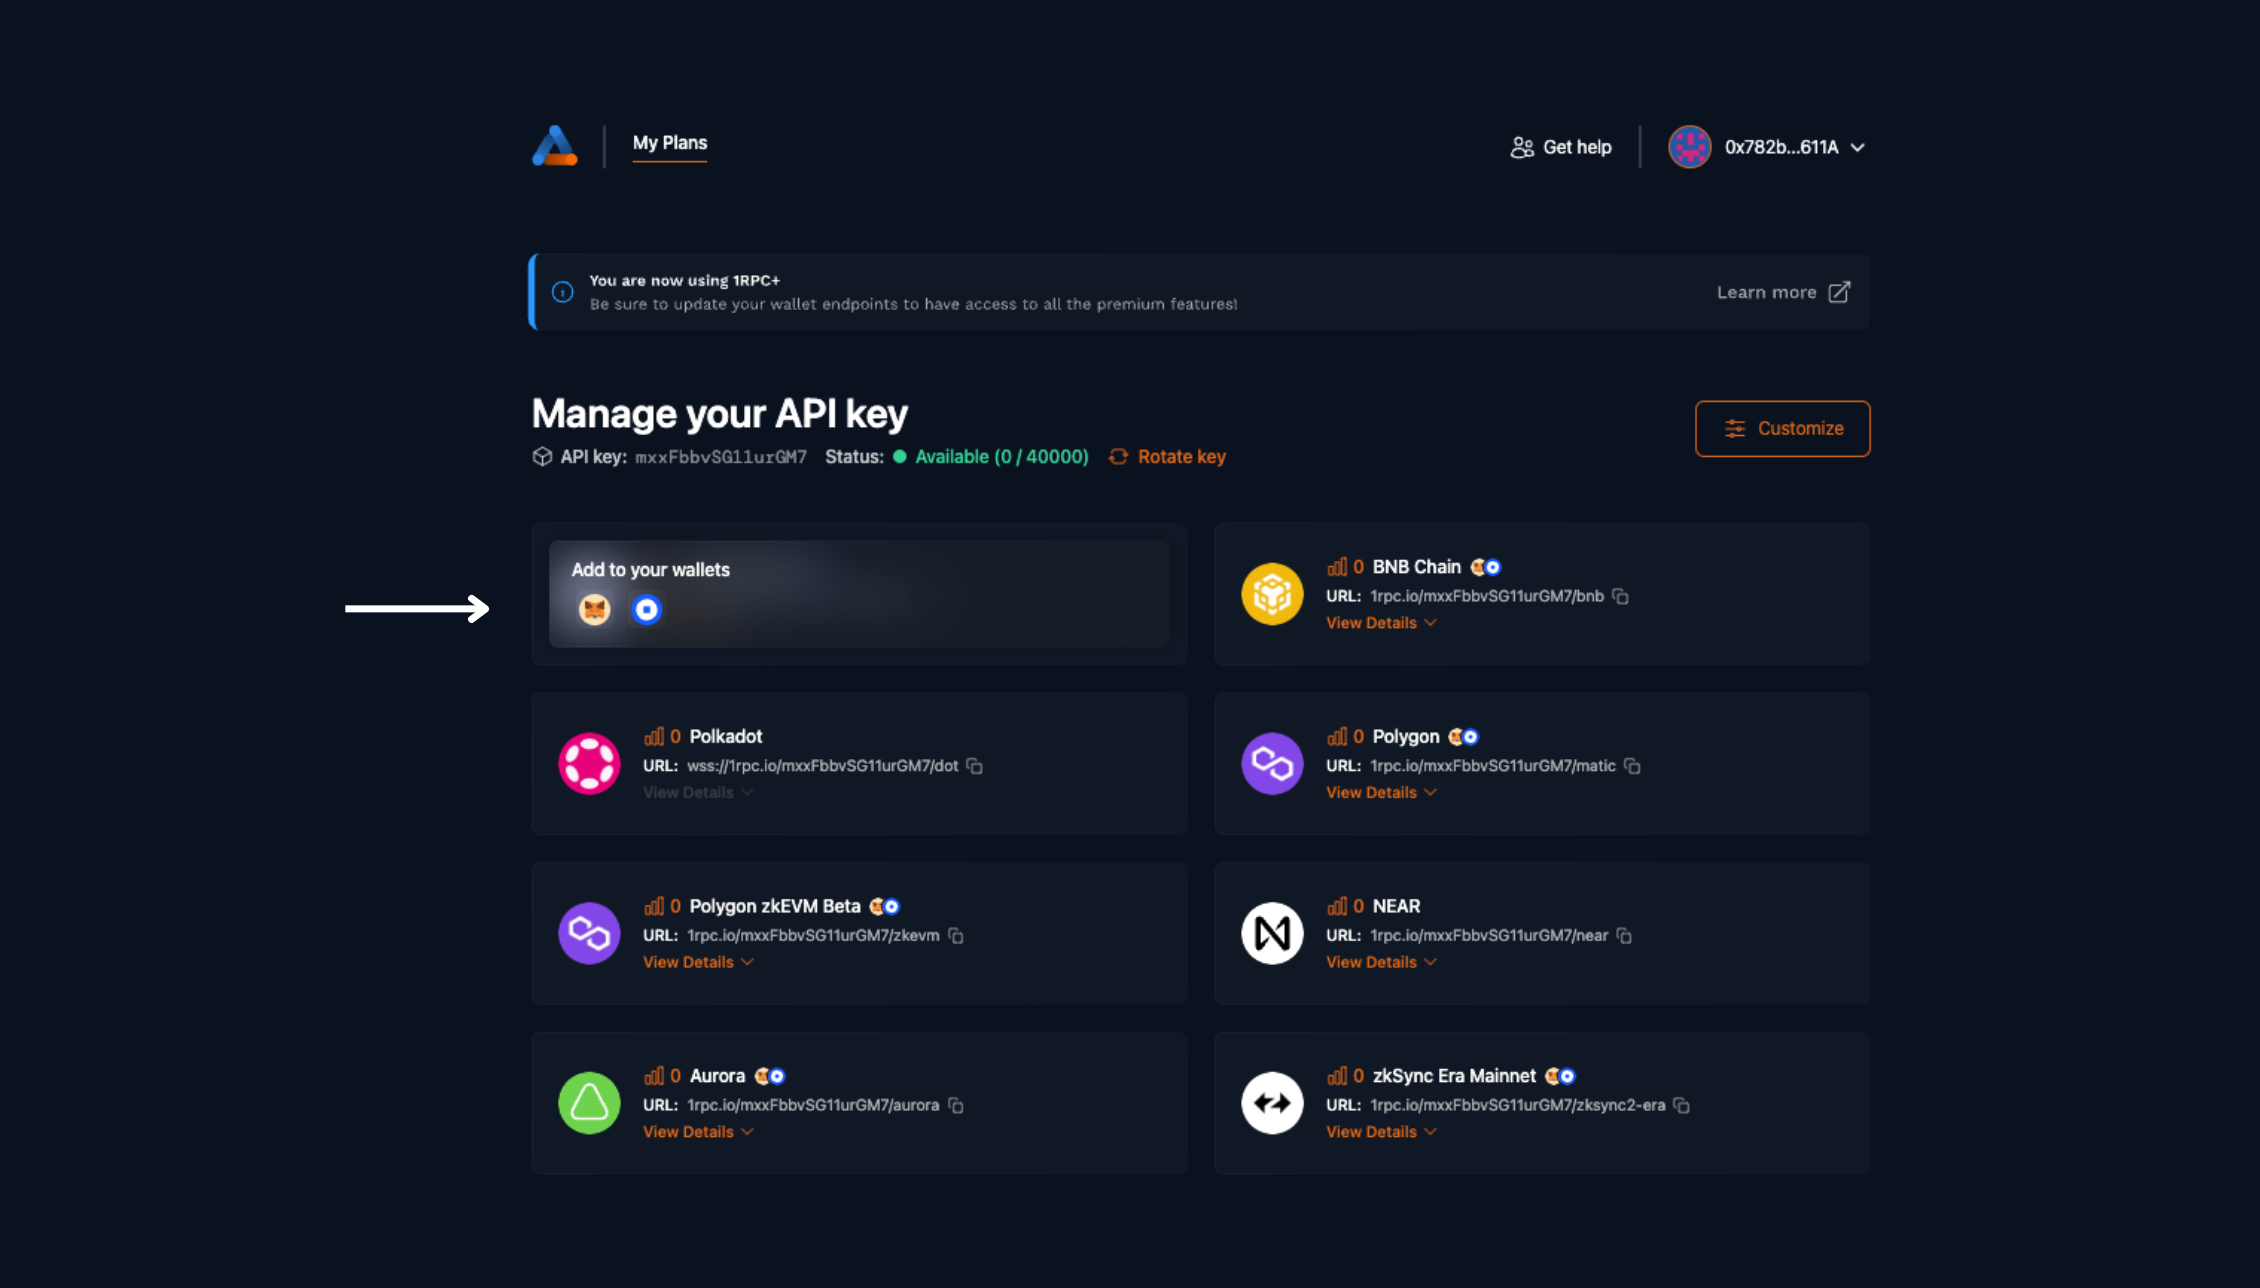 My Plans
Get help
0x782b...611A
You are now using 1RPC+
Be sure to update your wallet endpoints to have access to all the premium features!
Learn more
Manage your API key
Customize
API key: mxxFbbvSG11urGM7 Status: Available (0 / 40000) Rotate key
Add to your wallets
0 BNB Chain
URL: 1rpc.io/mxxFbbvSG11urGM7/bnb
View Details
0 Polkadot
URL: wss://1rpc.io/mxxFbbvSG11urGM7/dot
View Details
0 Polygon
URL: 1rpc.io/mxxFbbvSG11urGM7/matic
View Details
0 Polygon zkEVM Beta
URL: 1rpc.io/mxxFbbvSG11urGM7/zkevm
View Details
0 NEAR
URL: 1rpc.io/mxxFbbvSG11urGM7/near
View Details
0 Aurora
URL: 1rpc.io/mxxFbbvSG11urGM7/aurora
View Details
0 zkSync Era Mainnet
URL: 1rpc.io/mxxFbbvSG11urGM7/zksync2-era
View Details